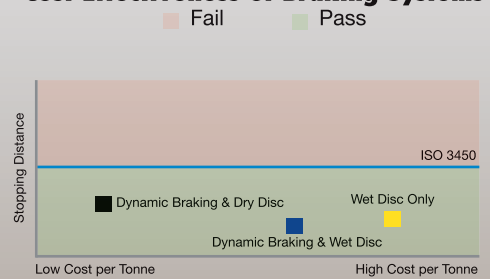 Fail
Pass
Stopping Distance
ISO 3450
Dynamic Braking & Dry Disc
Wet Disc Only
Dynamic Braking & Wet Disc
Low Cost per Tonne
High Cost per Tonne